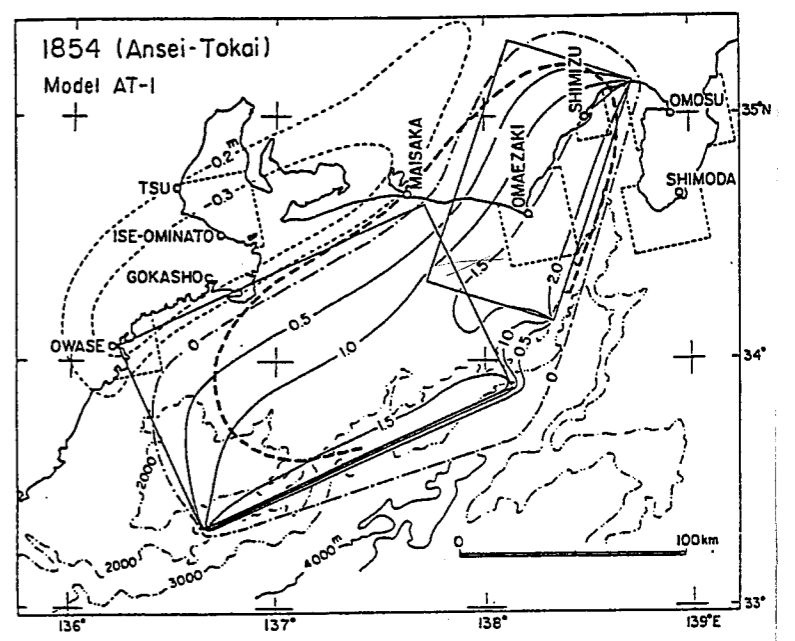 1854 (Ansei-Tokai)
Model AT-1
SHIMIZU
OMOSU
35°N
-0.2 m
MAISAKA
OMAEZAKI
TSU
-0.3
SHIMODA
ISE-OMINATO
GOKASHO
1.5
2.0
0.5
0
1.0
OWASE
1.0
0.5
0
34°
1.5
2000
2000
3000
4000 m
0
100km
33°
136°
137°
138°
139°E